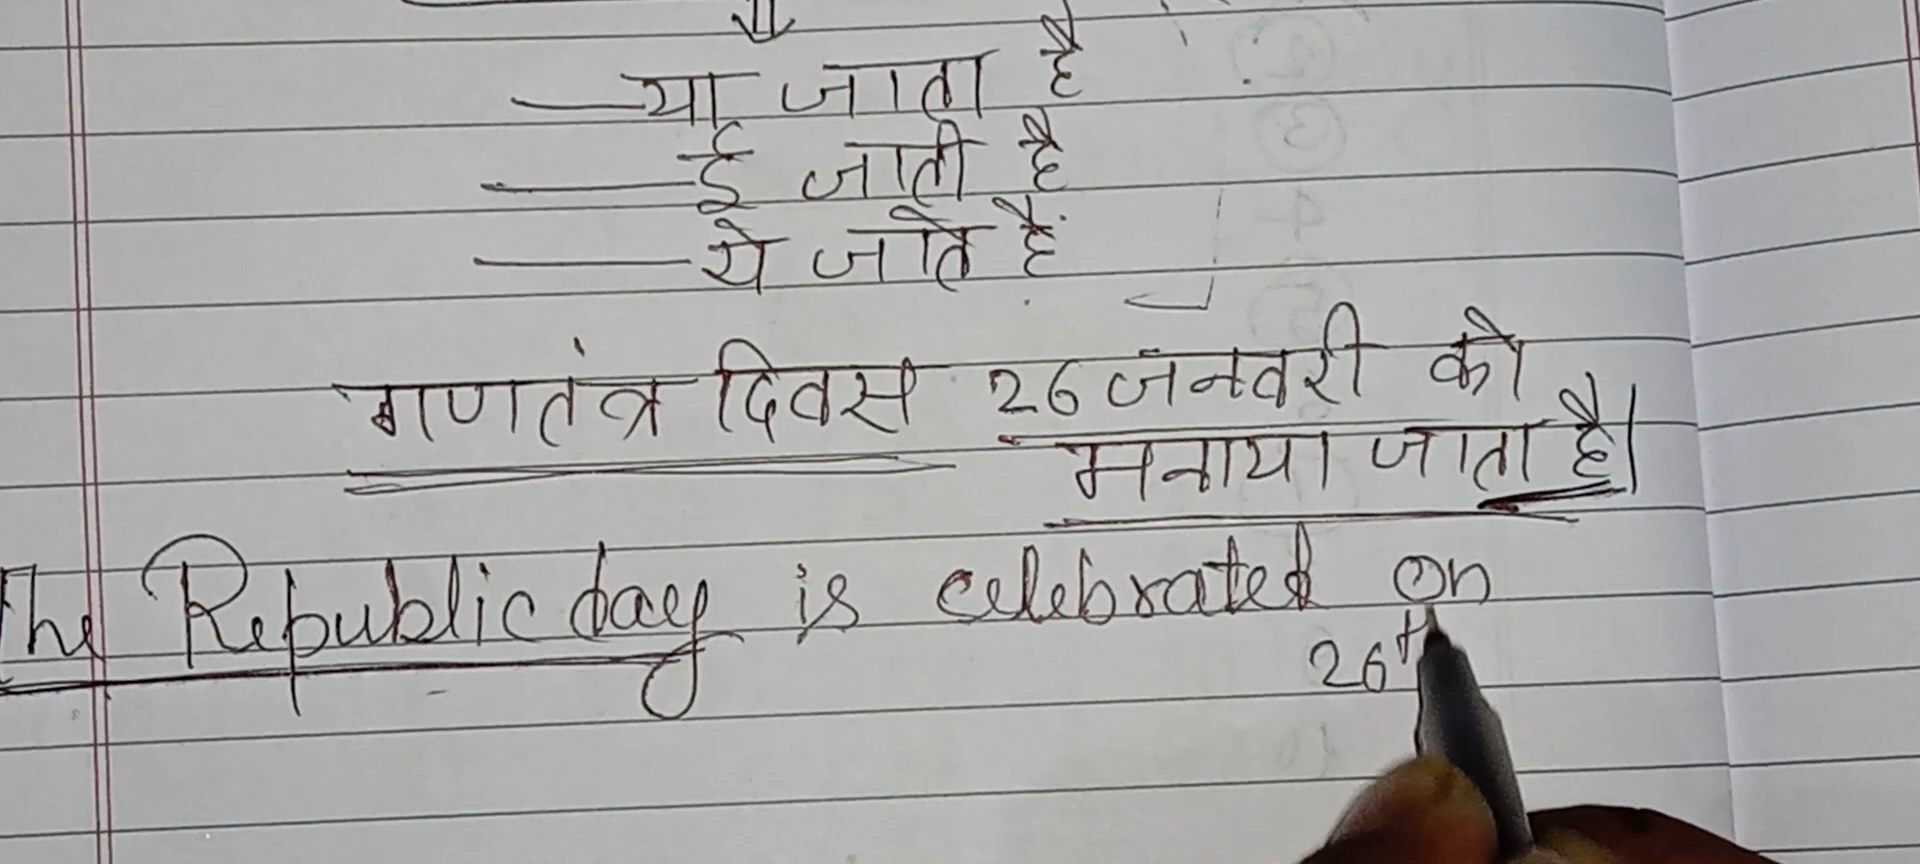 या जाता है
ई जाती है
ये जाते हैं
गणतंत्र दिवस 26 जनवरी को
मनाया जाता है।
The Republic day is celebrated on
26th